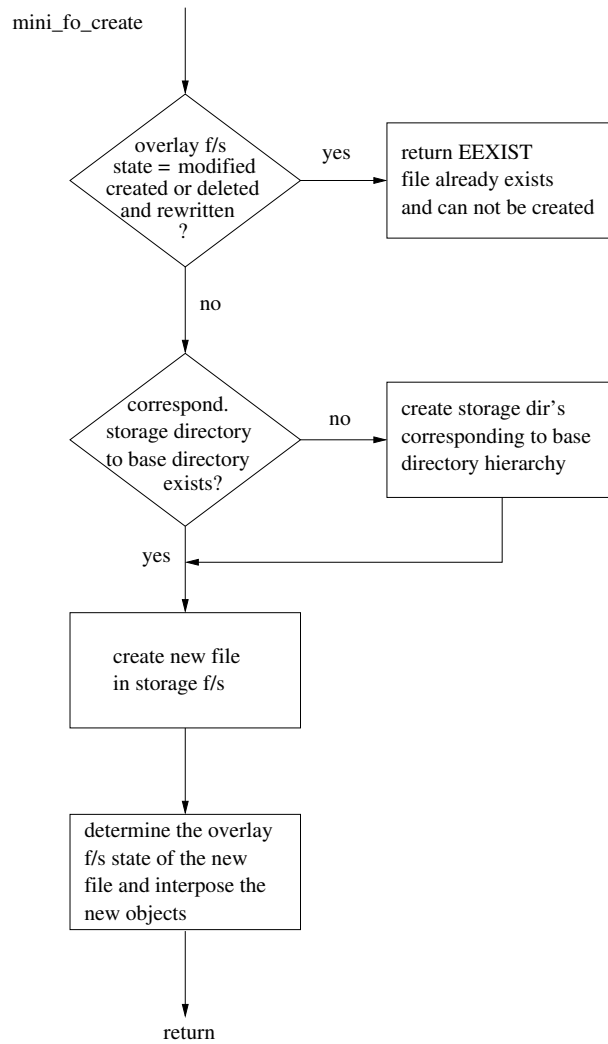 mini_fo_create
overlay f/s
state = modified
created or deleted
and rewritten
?
yes
return EEXIST
file already exists
and can not be created
no
correspond.
storage directory
to base directory
exists?
no
create storage dir's
corresponding to base
directory hierarchy
yes
create new file
in storage f/s
determine the overlay
f/s state of the new
file and interpose the
new objects
return